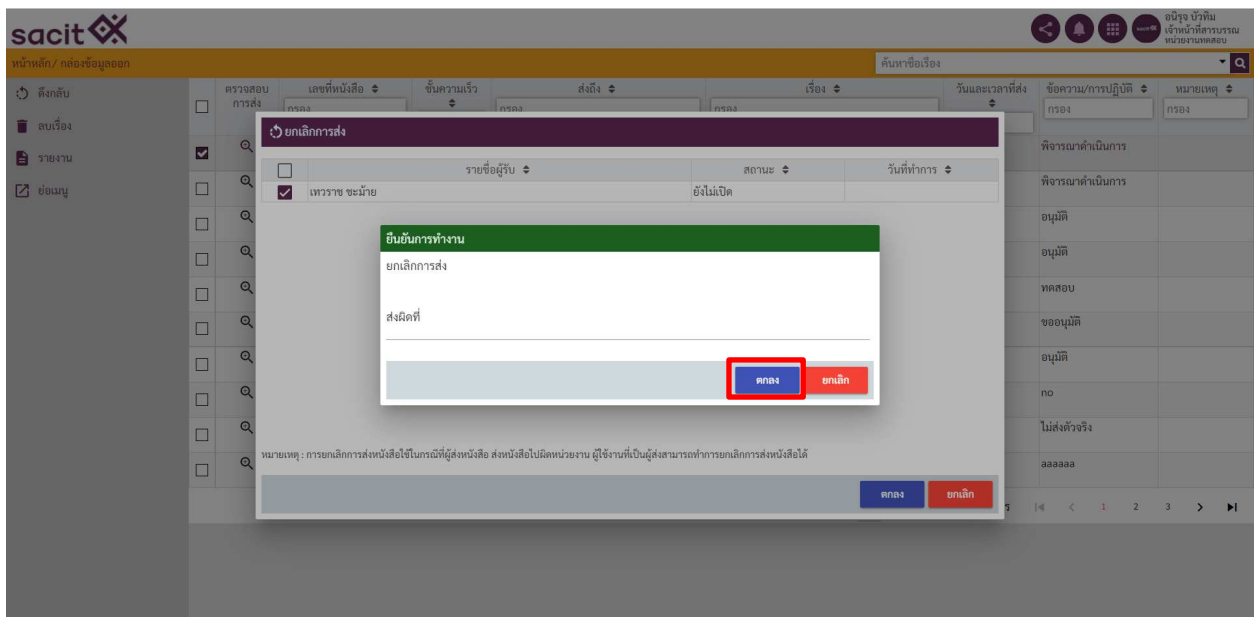 sacit
อนิรุจ บัวทิม
เจ้าหน้าที่สารบรรณ
หน่วยงานทดสอบ
หน้าหลัก/ กล่องข้อมูลออก
ค้นหาชื่อเรื่อง
ดึงกลับ
ลบเรื่อง
รายงาน
ย่อเมนู
ตรวจสอบการส่ง เลขที่หนังสือ ชั้นความเร็ว ส่งถึง เรื่อง วันและเวลาที่ส่ง ข้อความ/การปฏิบัติ หมายเหตุ
กรอง กรอง กรอง กรอง กรอง
ยกเลิกการส่ง
รายชื่อผู้รับ สถานะ วันที่ทำการ
เทวราช ชะม้าย ยังไม่เปิด
ยืนยันการทำงาน
ยกเลิกการส่ง
ส่งผิดที่
ตกลง ยกเลิก
หมายเหตุ : การยกเลิกการส่งหนังสือใช้ในกรณีที่ผู้ส่งหนังสือ ส่งหนังสือไปผิดหน่วยงาน ผู้ใช้งานที่เป็นผู้ส่งสามารถทำการยกเลิกการส่งหนังสือได้
ตกลง ยกเลิก
พิจารณาดำเนินการ
พิจารณาดำเนินการ
อนุมัติ
อนุมัติ
ทดสอบ
ขออนุมัติ
อนุมัติ
no
ไม่ส่งตัวจริง
aaaaaa
1 2 3